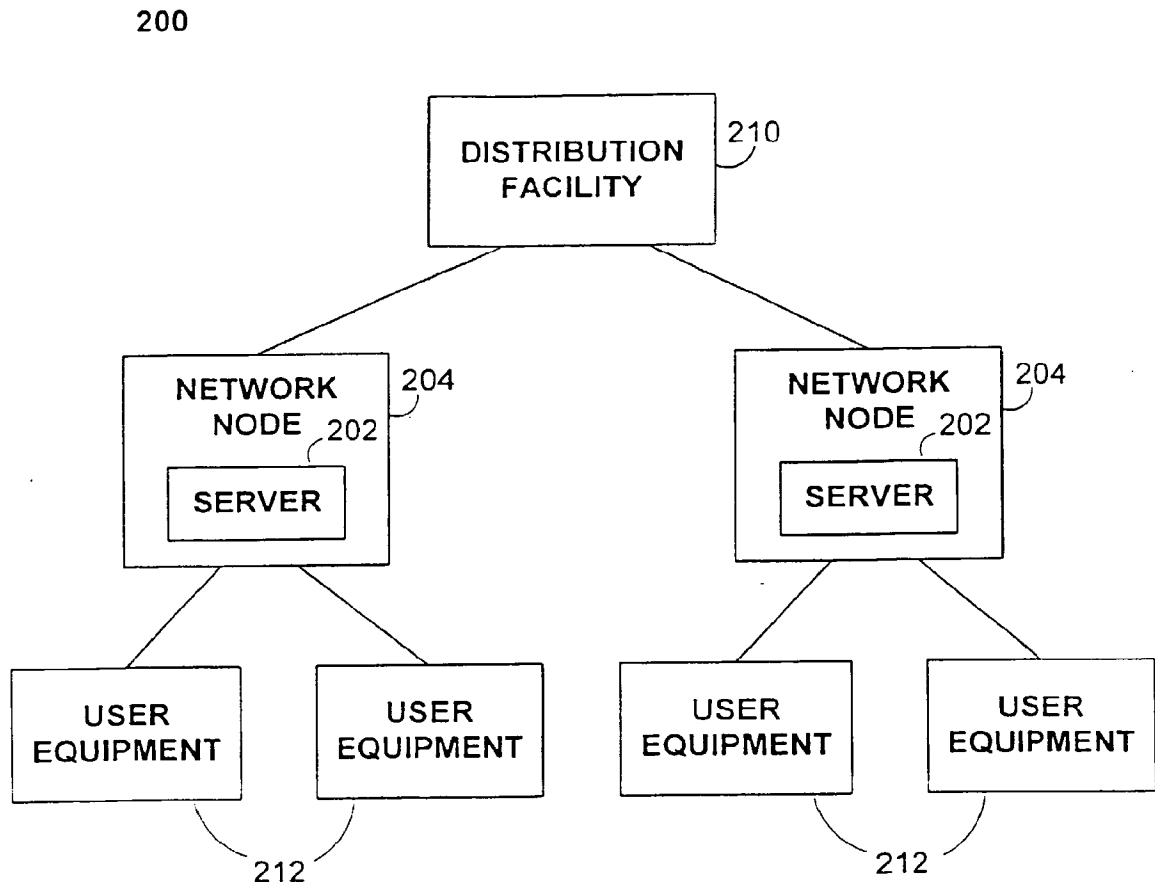 200
DISTRIBUTION
FACILITY
210
NETWORK
NODE
204
202
SERVER
NETWORK
NODE
204
202
SERVER
USER
EQUIPMENT
USER
EQUIPMENT
USER
EQUIPMENT
USER
EQUIPMENT
212
212